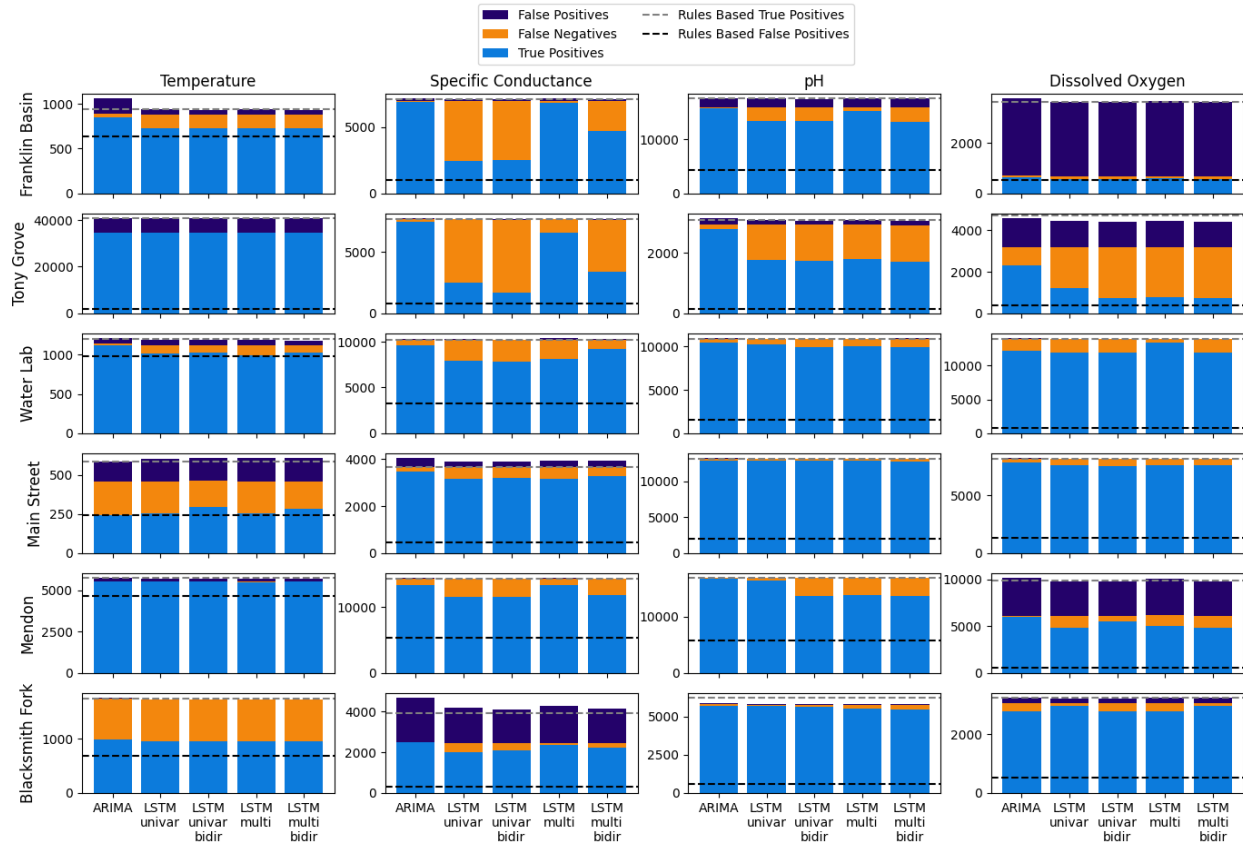 False Positives
False Negatives
True Positives
Rules Based True Positives
Rules Based False Positives
Temperature
Specific Conductance
pH
Dissolved Oxygen
Franklin Basin
1000
500
0
5000
0
10000
0
2000
0
Tony Grove
40000
20000
0
5000
0
2000
0
4000
2000
0
Water Lab
1000
500
0
10000
5000
0
10000
5000
0
10000
5000
0
Main Street
500
250
0
4000
2000
0
10000
5000
0
5000
0
Mendon
5000
2500
0
10000
0
10000
0
10000
5000
0
Blacksmith Fork
1000
0
4000
2000
0
5000
2500
0
2000
0
ARIMA
LSTM
univar
LSTM
univar
bidir
LSTM
multi
LSTM
multi
bidir
ARIMA
LSTM
univar
LSTM
univar
bidir
LSTM
multi
LSTM
multi
bidir
ARIMA
LSTM
univar
LSTM
univar
bidir
LSTM
multi
LSTM
multi
bidir
ARIMA
LSTM
univar
LSTM
univar
bidir
LSTM
multi
LSTM
multi
bidir